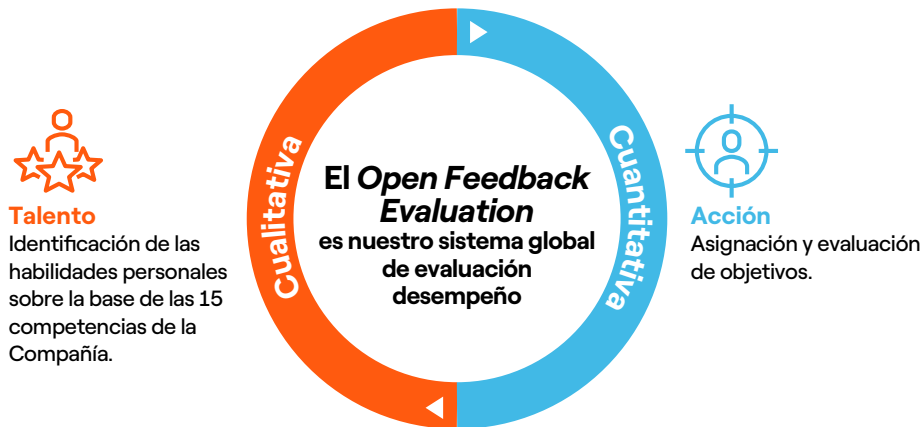 Talento
Identificación de las
habilidades personales
sobre la base de las 15
competencias de la
Compañía.
Cualitativa
El Open Feedback
Evaluation
es nuestro sistema global
de evaluación
desempeño
Cuantitativa
Acción
Asignación y evaluación
de objetivos.